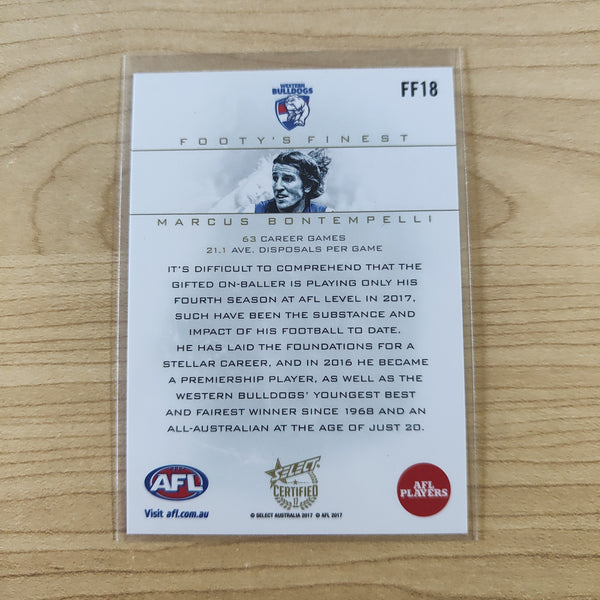 WESTERN
BULLDOGS
FF18
FOOTY'S FINEST
MARCUS BONTEMPELLI
63 CAREER GAMES
21.1 AVE. DISPOSALS PER GAME
IT'S DIFFICULT TO COMPREHEND THAT THE
GIFTED ON-BALLER IS PLAYING ONLY HIS
FOURTH SEASON AT AFL LEVEL IN 2017,
SUCH HAVE BEEN THE SUBSTANCE AND
IMPACT OF HIS FOOTBALL TO DATE.
HE HAS LAID THE FOUNDATIONS FOR A
STELLAR CAREER, AND IN 2016 HE BECAME
A PREMIERSHIP PLAYER, AS WELL AS THE
WESTERN BULLDOGS' YOUNGEST BEST
AND FAIREST WINNER SINCE 1968 AND AN
ALL-AUSTRALIAN AT THE AGE OF JUST 20.
AFL
Visit afl.com.au
SELECT
CERTIFIED
17
© SELECT AUSTRALIA 2017 © AFL 2017
AFL
PLAYERS